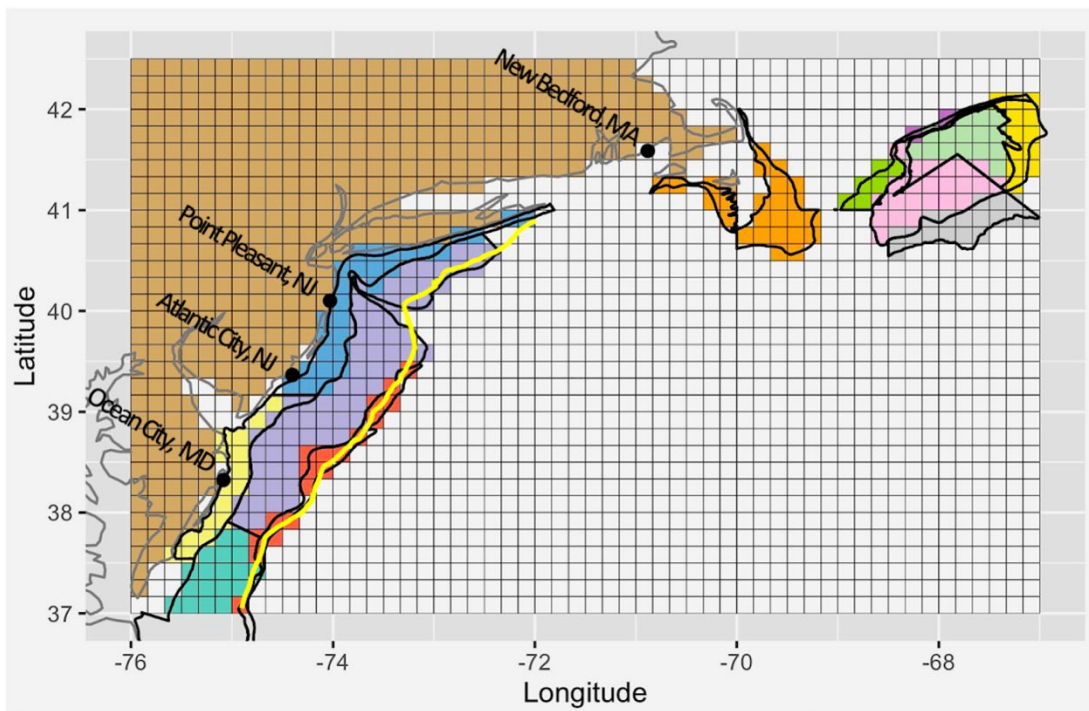 New Bedford, MA
42
41
Point Pleasant, NJ
40
Atlantic City, NJ
39
Ocean City, MD
38
37
Latitude
-76
-74
-72
-70
-68
Longitude